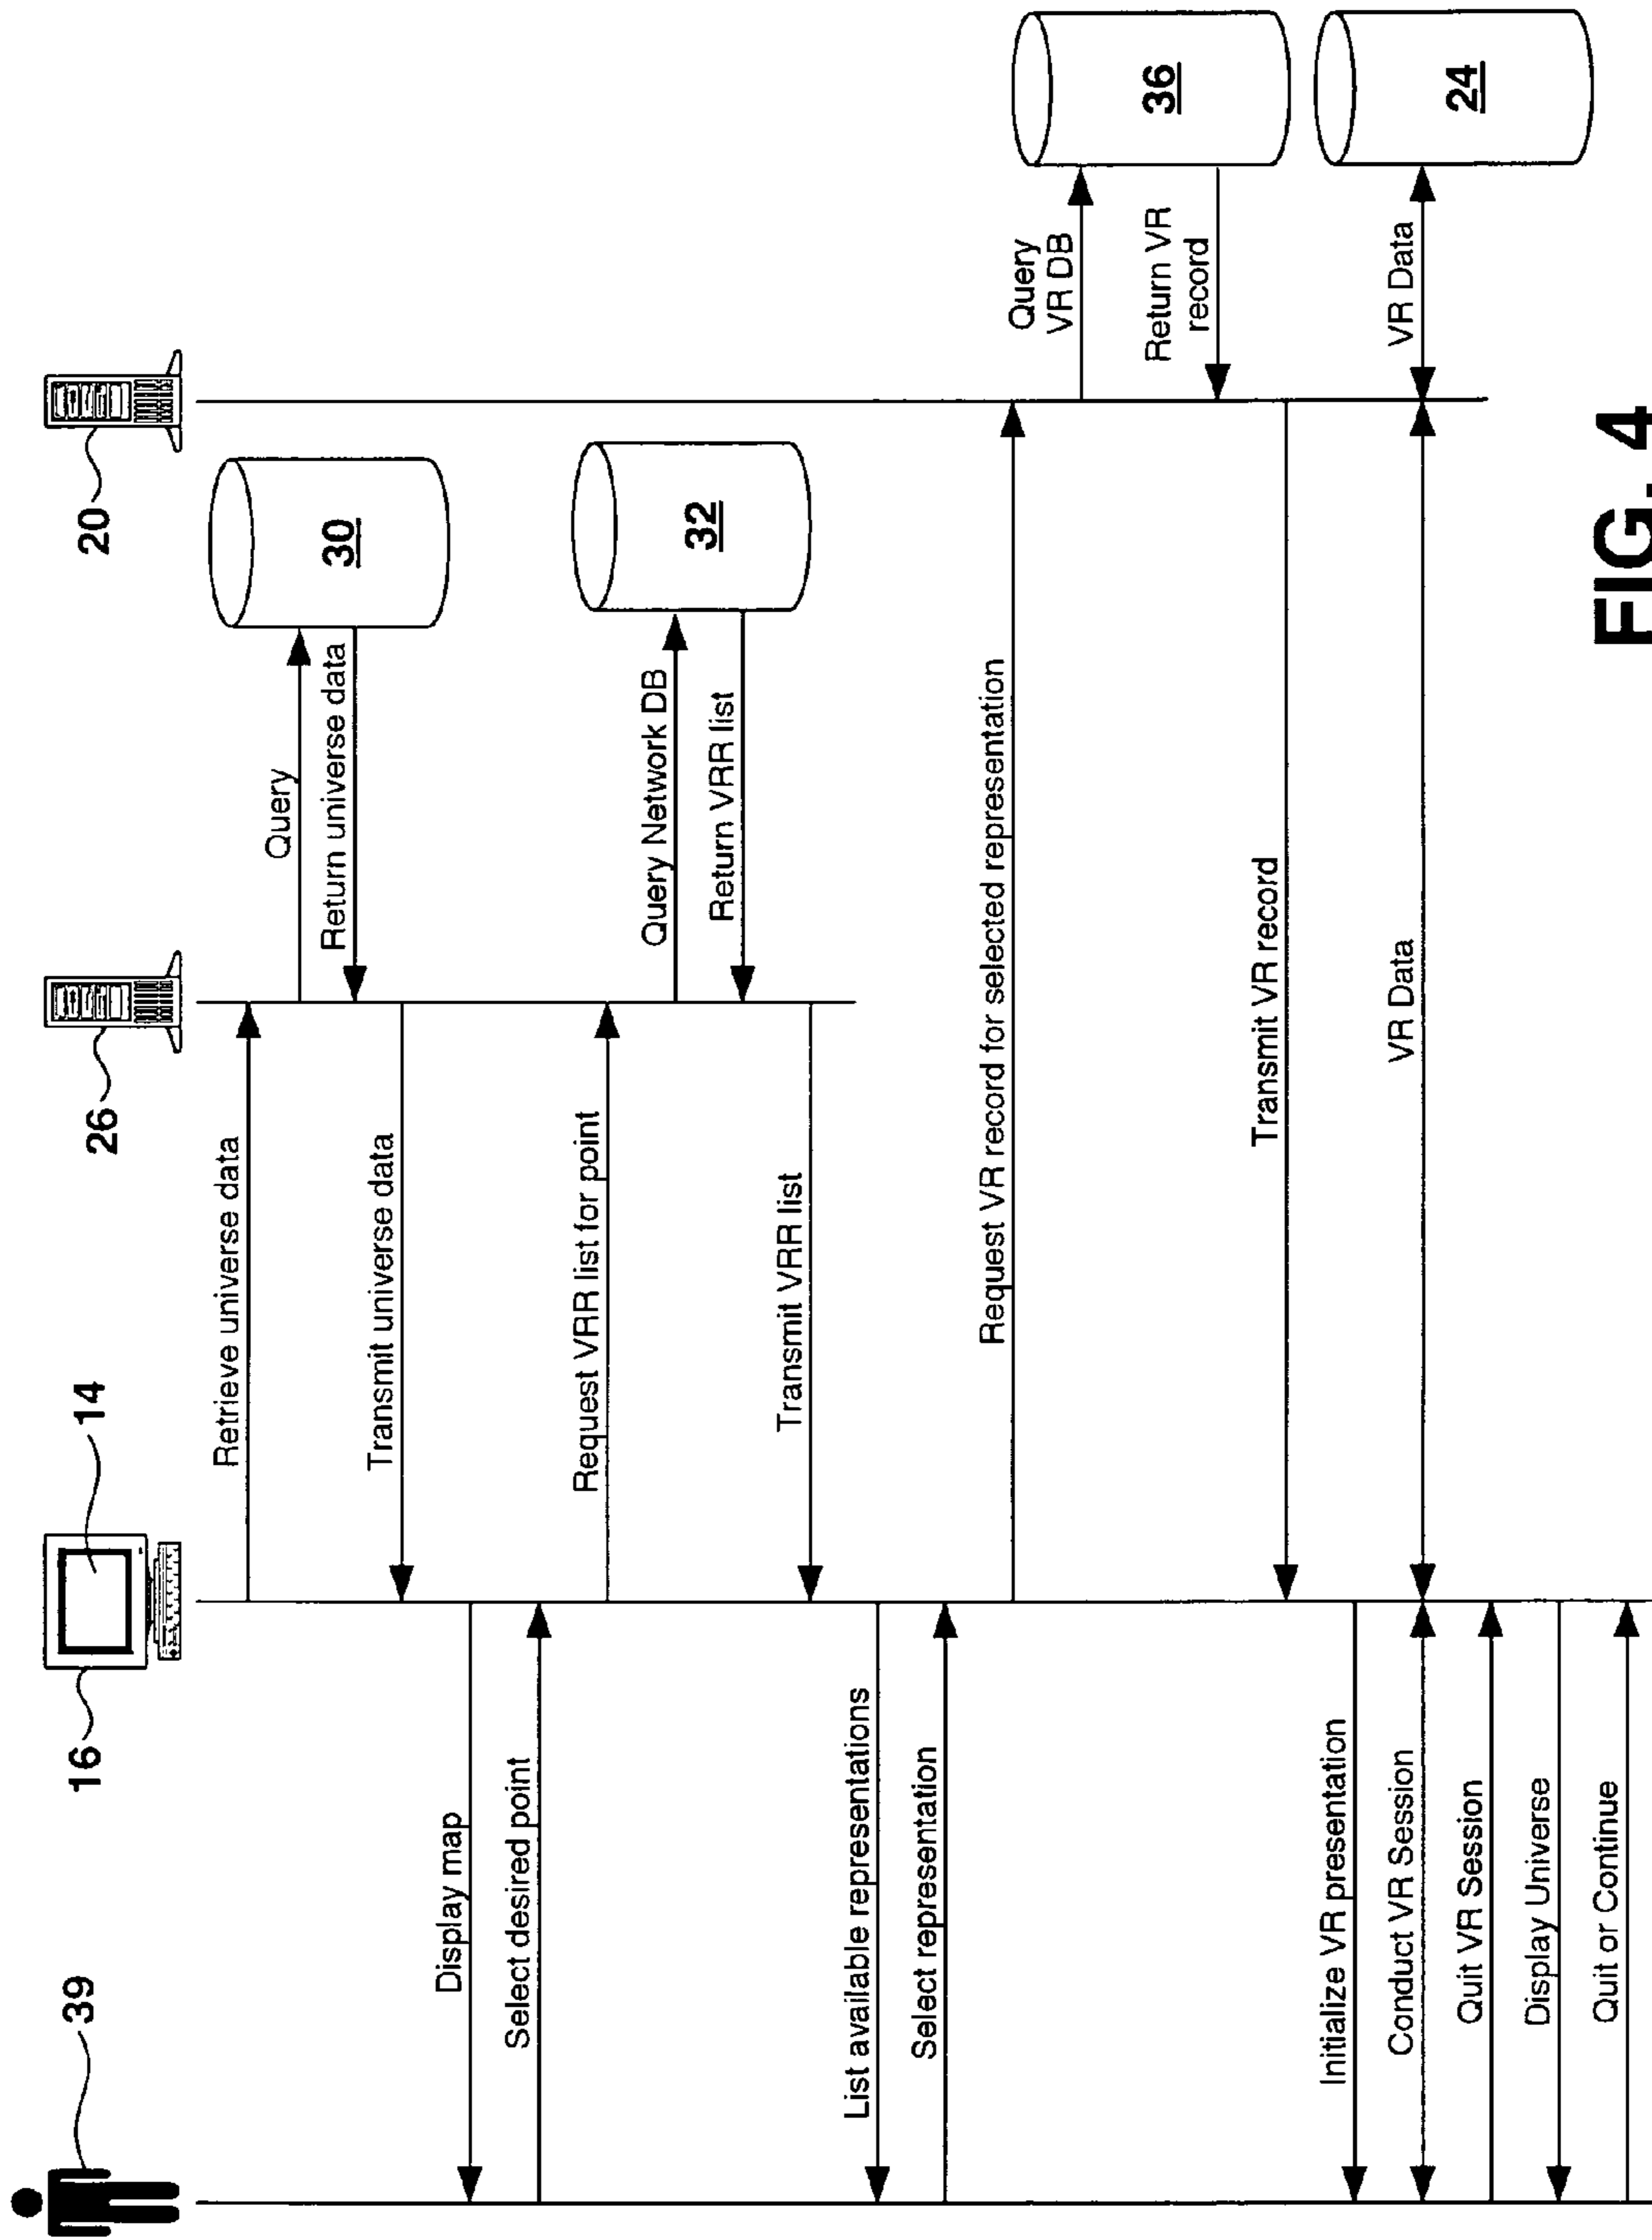 39
16
14
26
20
Retrieve universe data
Query
30
Return universe data
Transmit universe data
Display map
Select desired point
Request VRR list for point
Query Network DB
32
Return VRR list
Transmit VRR list
List available representations
Select representation
Request VR record for selected representation
Query
VR DB
36
Return VR
record
Transmit VR record
Initialize VR presentation
Conduct VR Session
VR Data
VR Data
24
Quit VR Session
Display Universe
Quit or Continue
FIG. 4